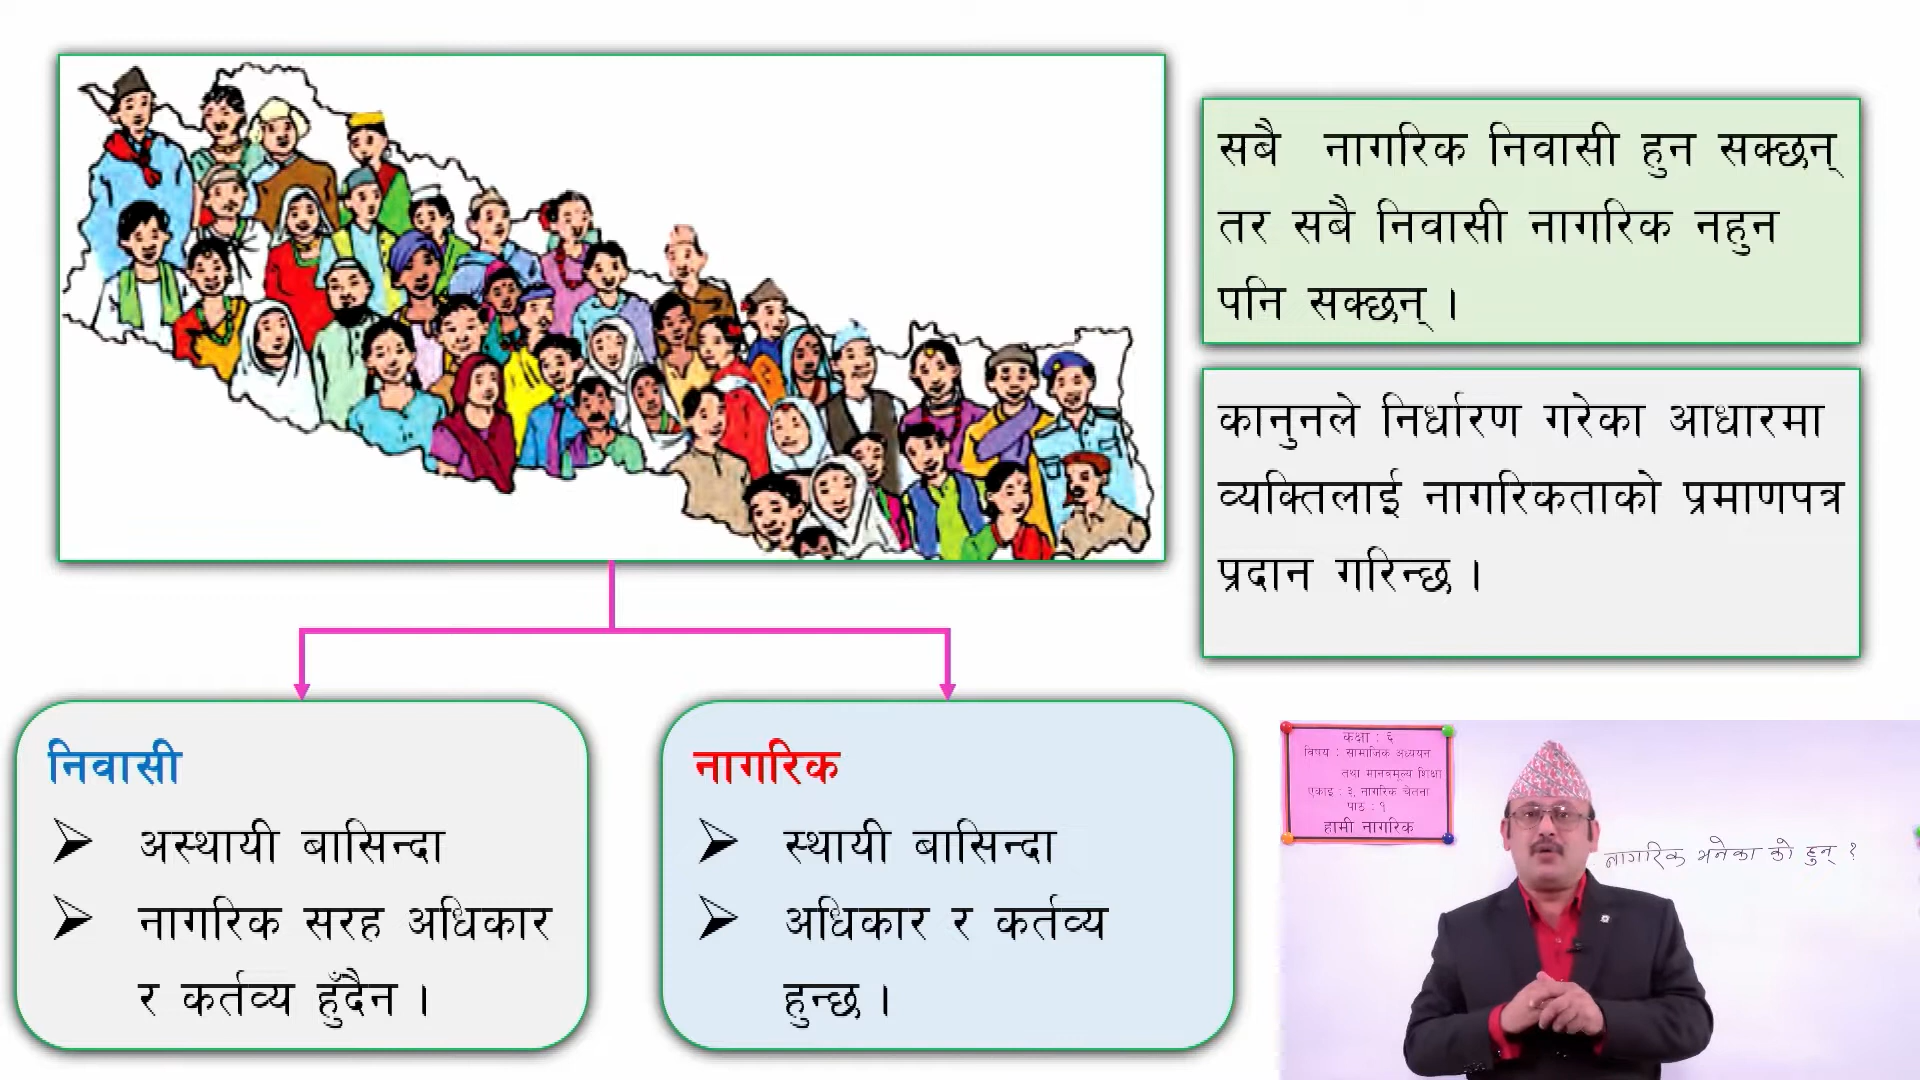 सबै नागरिक निवासी हुन सक्छन्
तर सबै निवासी नागरिक नहुन
पनि सक्छन् ।
कानुनले निर्धारण गरेका आधारमा
व्यक्तिलाई नागरिकताको प्रमाणपत्र
प्रदान गरिन्छ ।
निवासी
अस्थायी बासिन्दा
नागरिक सरह अधिकार
र कर्तव्य हुँदैन ।
नागरिक
स्थायी बासिन्दा
अधिकार र कर्तव्य
हुन्छ ।
कक्षा : ६
विषय : सामाजिक अध्ययन
तथा मानवमूल्य शिक्षा
एकाइ : ३. नागरिक चेतना
पाठ : १
हामी नागरिक
नागरिक भनेका को हुन् ?